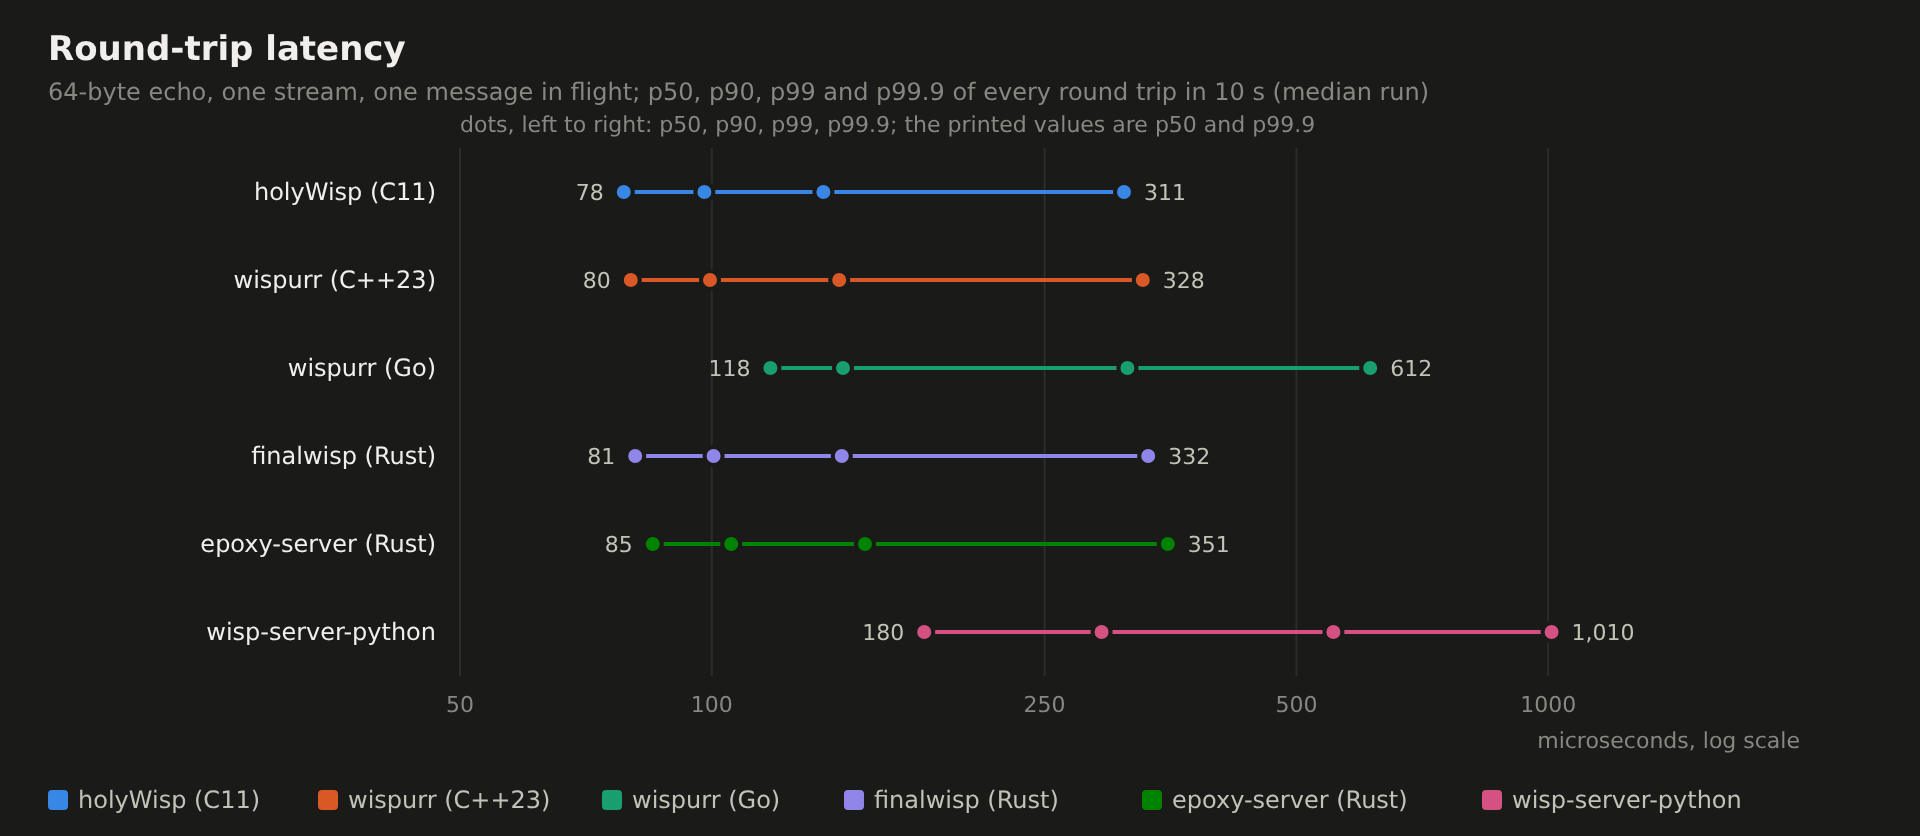 Round-trip latency
64-byte echo, one stream, one message in flight; p50, p90, p99 and p99.9 of every round trip in 10 s (median run)
dots, left to right: p50, p90, p99, p99.9; the printed values are p50 and p99.9
holyWisp (C11) 78 311
wispurr (C++23) 80 328
wispurr (Go) 118 612
finalwisp (Rust) 81 332
epoxy-server (Rust) 85 351
wisp-server-python 180 1,010
50 100 250 500 1000
microseconds, log scale
holyWisp (C11) wispurr (C++23) wispurr (Go) finalwisp (Rust) epoxy-server (Rust) wisp-server-python